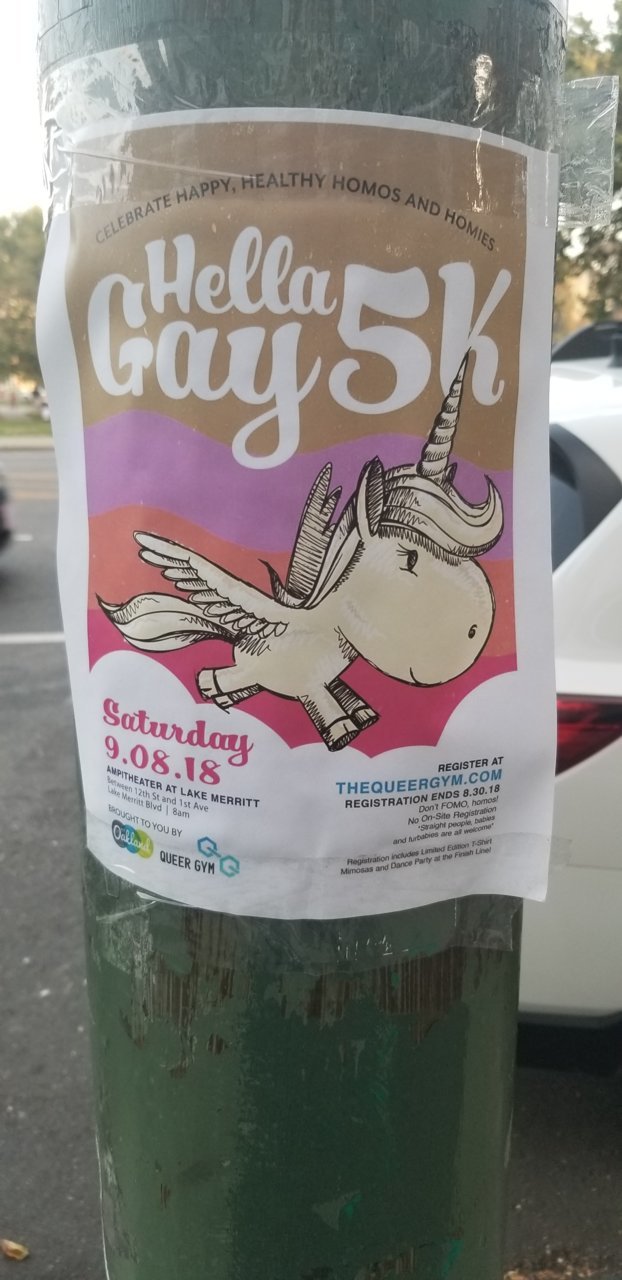 CELEBRATE HAPPY, HEALTHY HOMOS AND HOMIES
Hella
Gay 5K
Saturday
9.08.18
AMPITHEATER AT LAKE MERRITT
Between 12th St and 1st Ave
Lake Merritt Blvd | 8am
BROUGHT TO YOU BY
Oakland
QUEER GYM
REGISTER AT
THEQUEERGYM.COM
REGISTRATION ENDS 8.30.18
Don't FOMO, homos!
No On-Site Registration
*Straight people, babies
and furbabies are all welcome*
Registration Includes Limited Edition T-Shirt
Mimosas and Dance Party at the Finish Line!